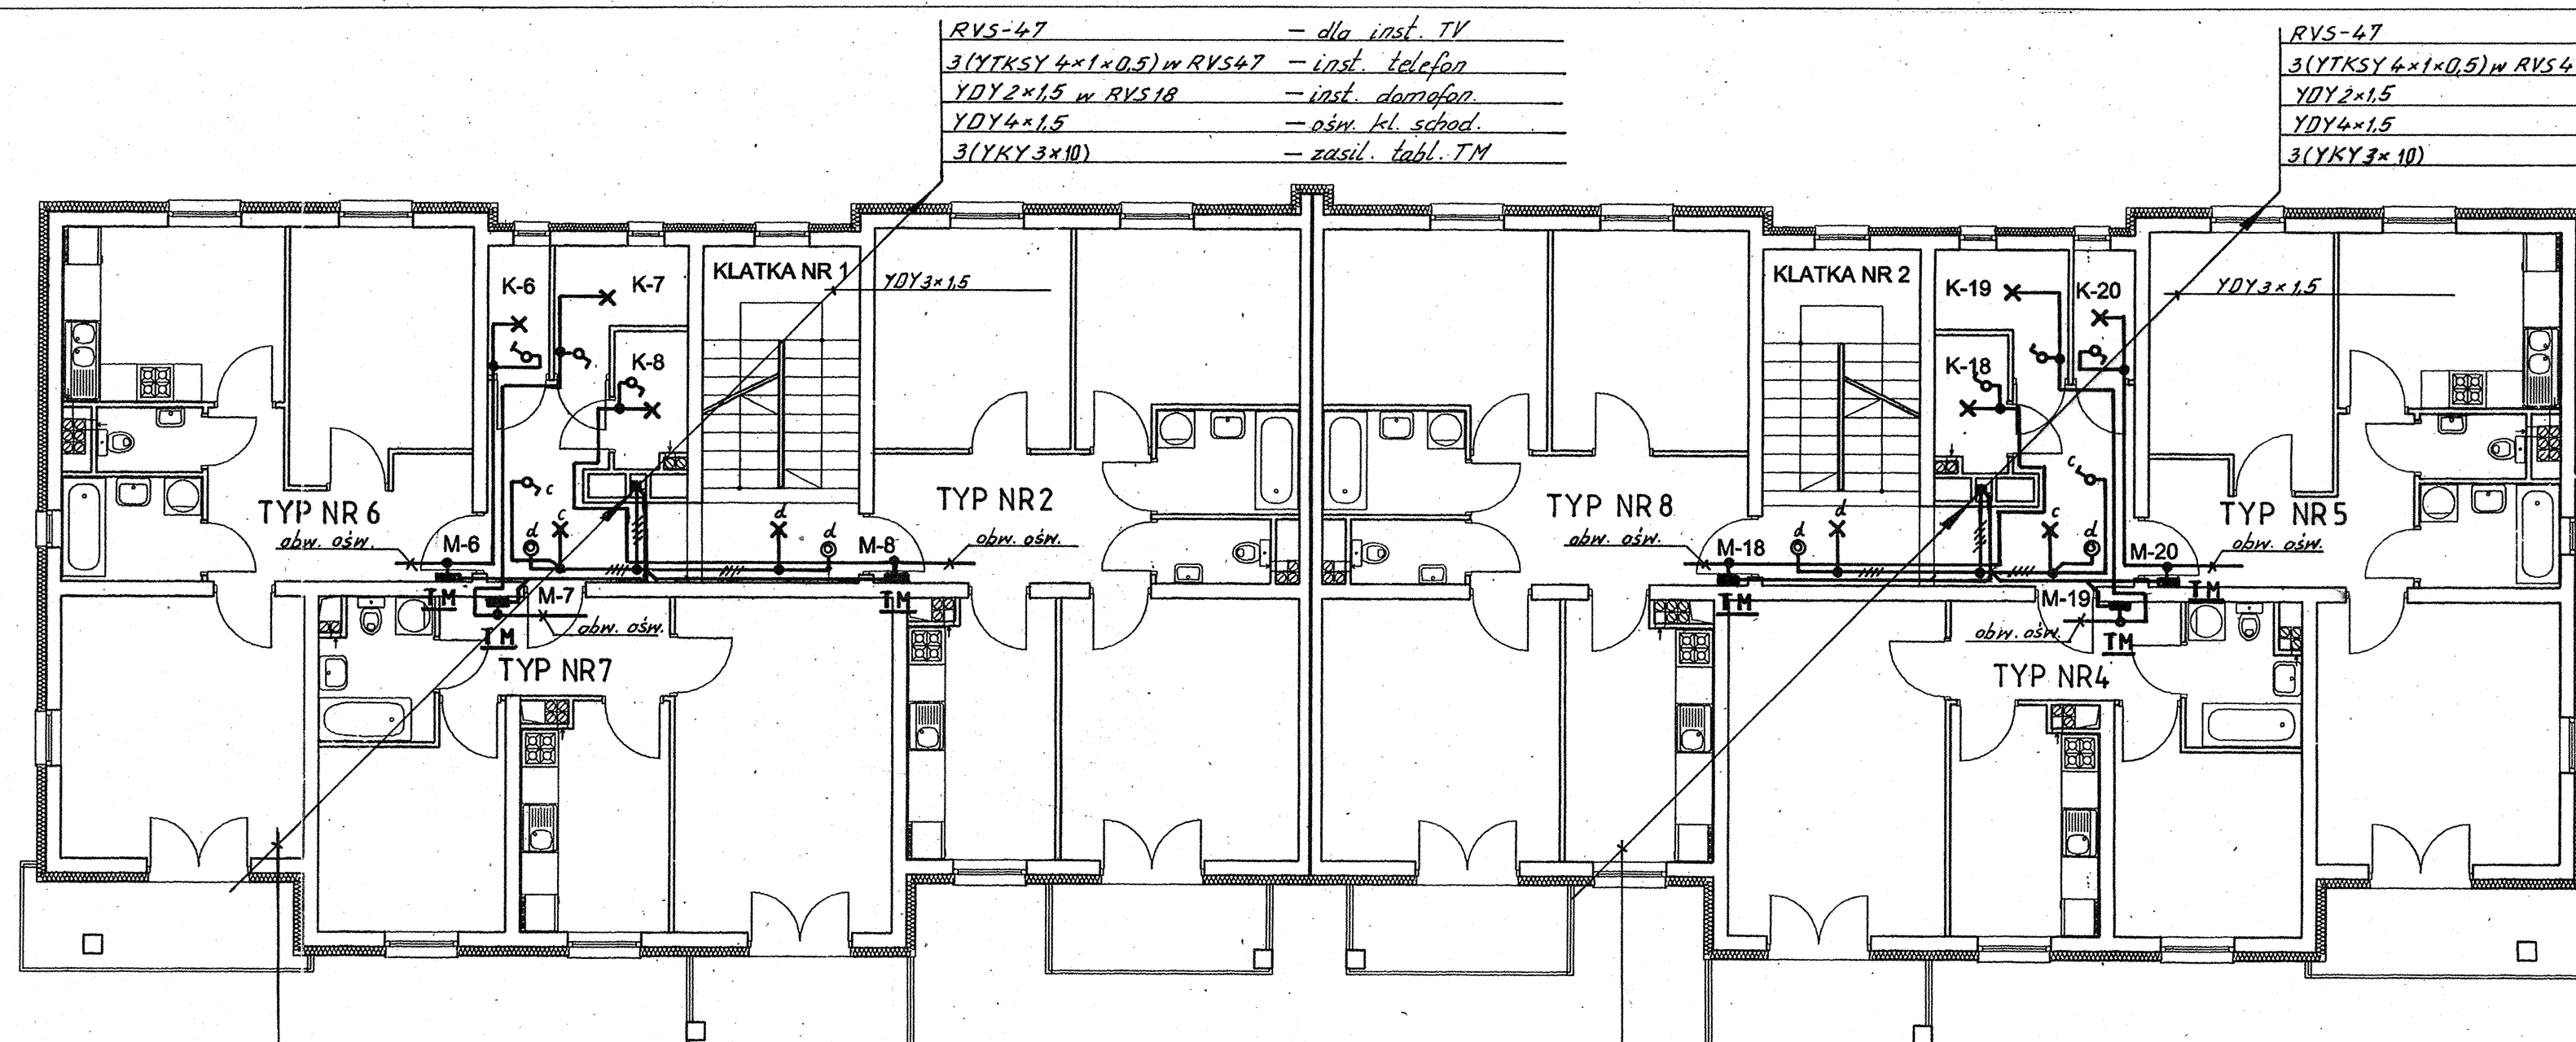 RVS-47 — dla inst. TV
3(YTKSY 4×1×0,5) w RVS47 — inst. telefon
YDY 2×1,5 w RVS18 — inst. domofon.
YDY 4×1,5 — ośw. kl. schod.
3(YKY 3×10) — zasil. tabl. TM
RVS-47
3(YTKSY 4×1×0,5) w RVS4
YDY 2×1,5
YDY 4×1,5
3(YKY 3×10)
K-6
K-7
K-8
KLATKA NR 1
YDY 3×1,5
KLATKA NR 2
K-19
K-20
K-18
YDY 3×1,5
TYP NR 6
TYP NR 2
TYP NR 8
TYP NR 5
obw. ośw.
M-6
c
d
c
d
d
M-8
obw. ośw.
obw. ośw.
M-18
d
d
c
c
d
M-20
obw. ośw.
TM
M-7
TM
obw. ośw.
TM
TM
M-19
obw. ośw.
TM
TM
TYP NR 7
TYP NR 4